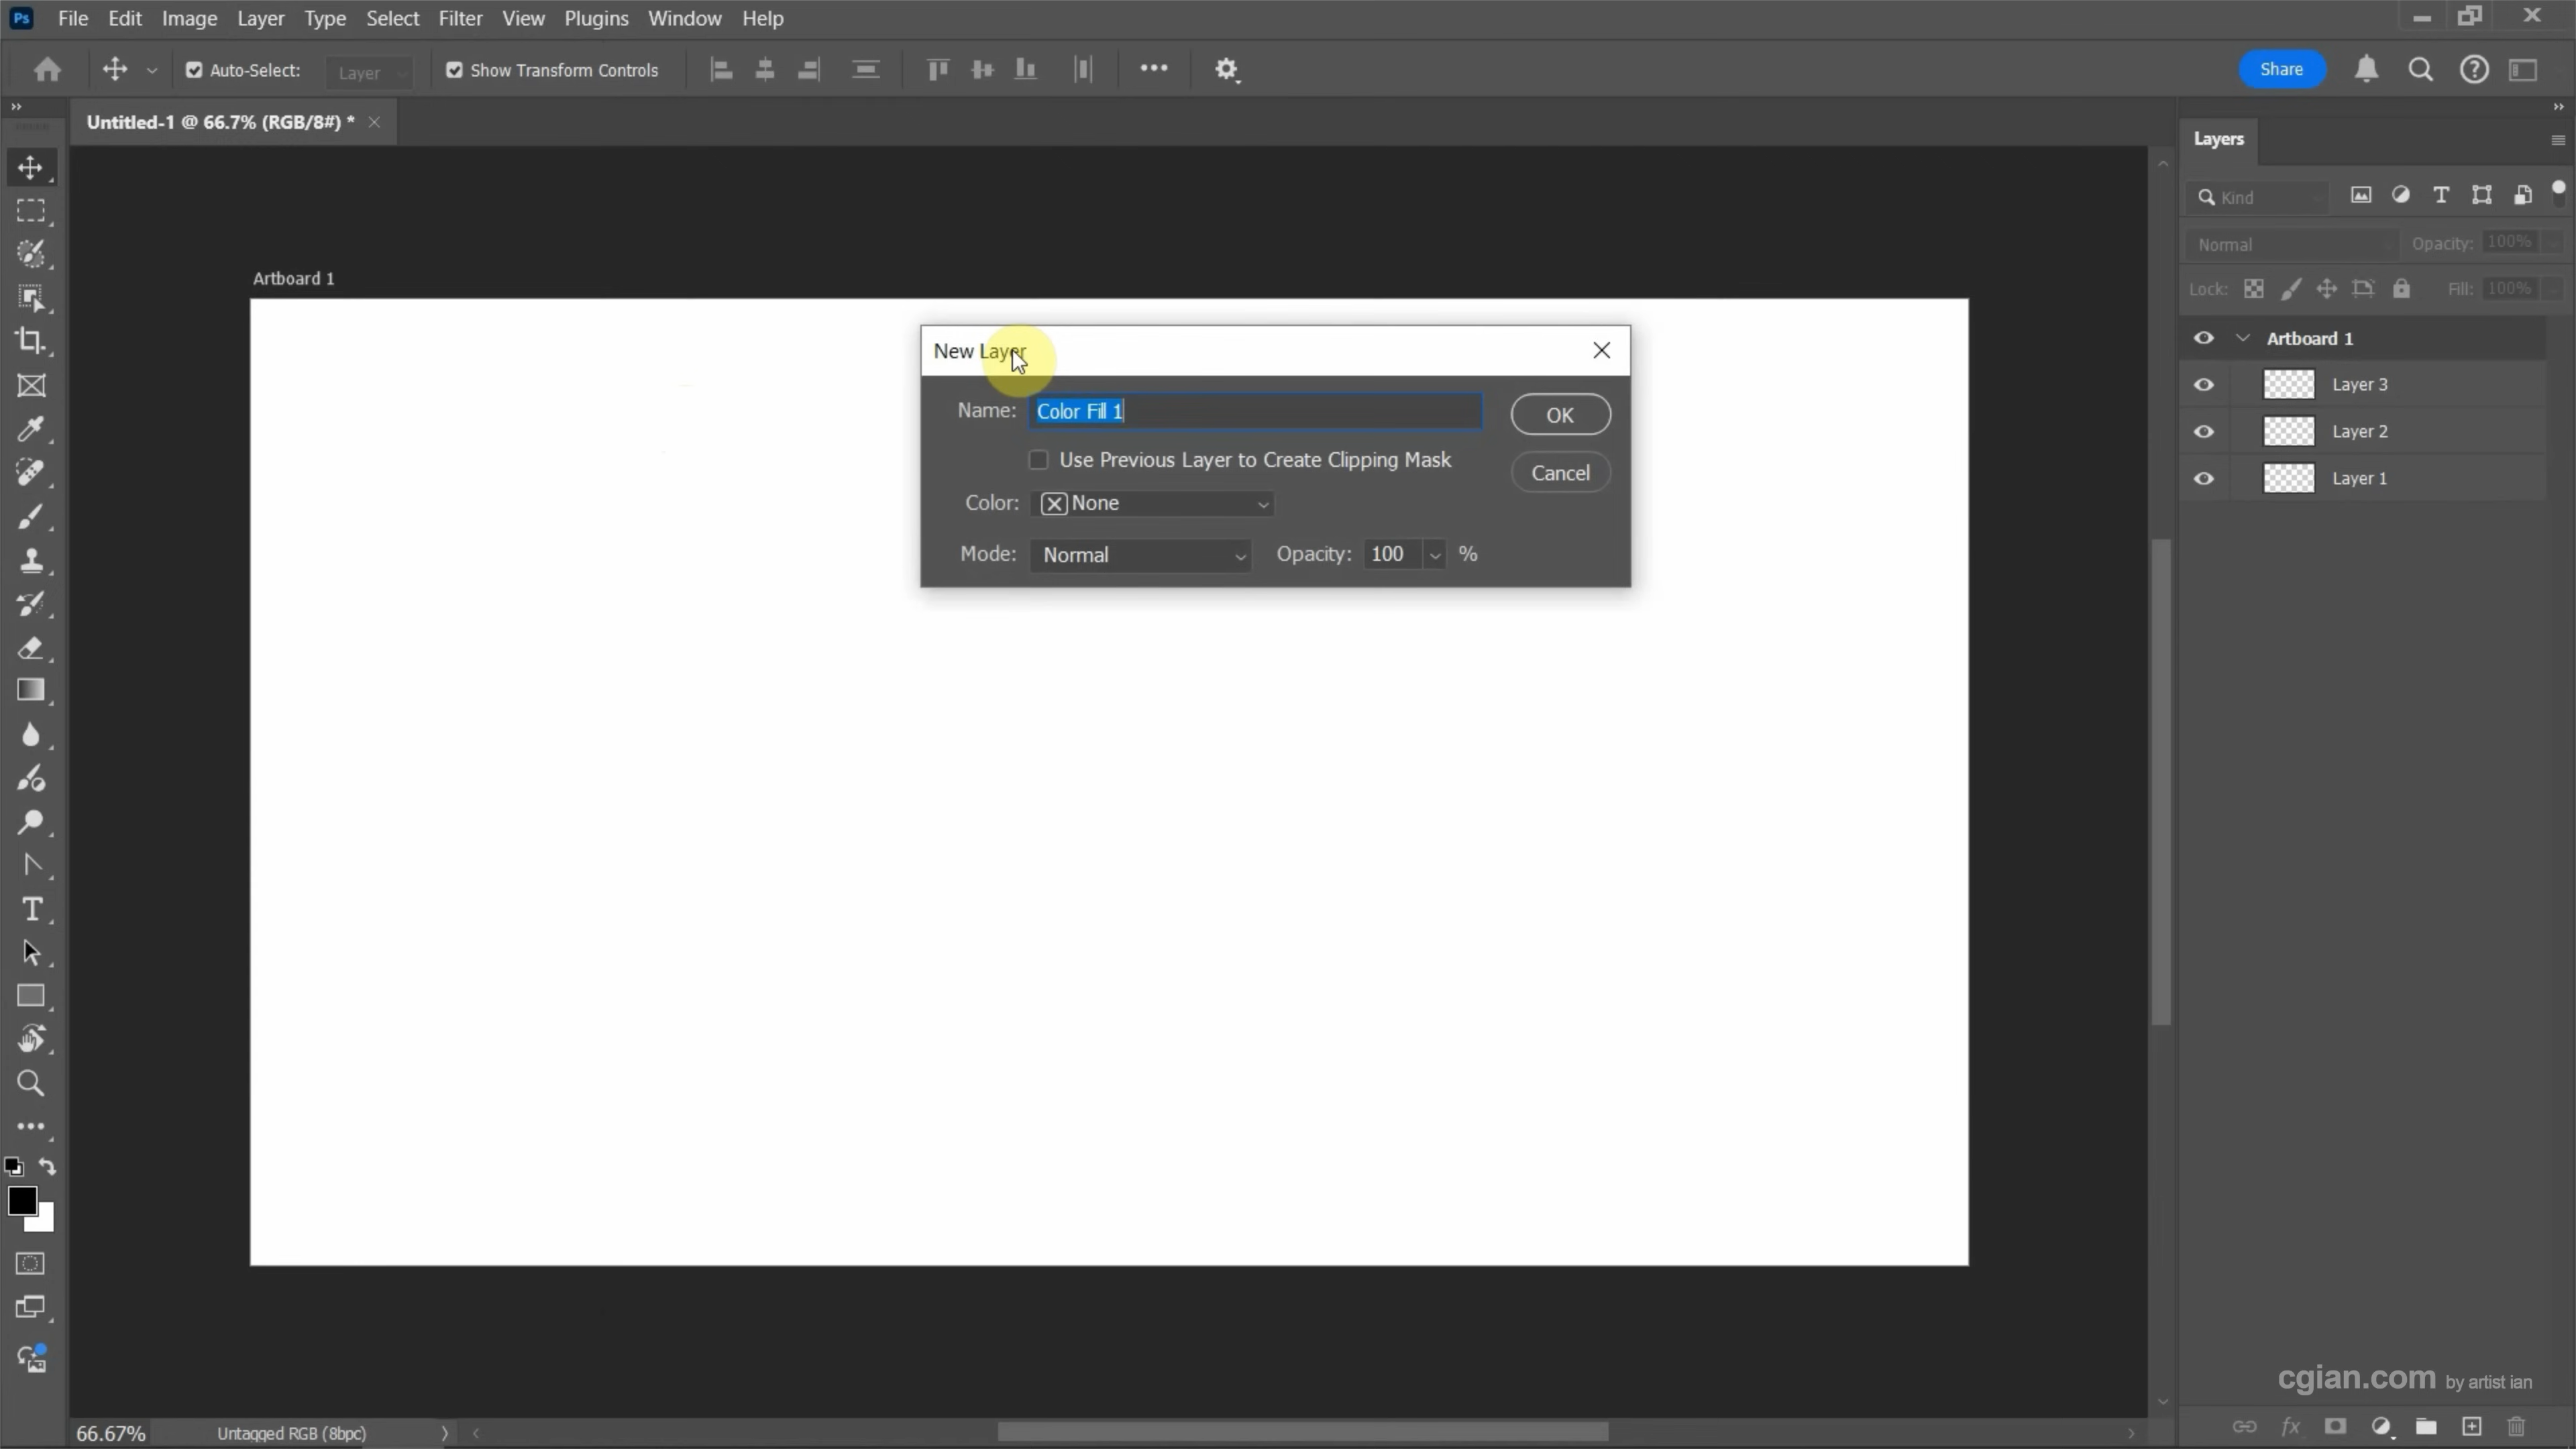 Ps File Edit Image Layer Type Select Filter View Plugins Window Help
Auto-Select: Layer Show Transform Controls Share
Untitled-1 @ 66.7% (RGB/8#) *
Layers
Kind
Normal Opacity: 100%
Lock: Fill: 100%
Artboard 1
Layer 3
Layer 2
Layer 1
Artboard 1
New Layer
Name: Color Fill 1
OK
Use Previous Layer to Create Clipping Mask
Cancel
Color: None
Mode: Normal Opacity: 100 %
cgian.com by artist ian
66.67% Untagged RGB (8bpc)